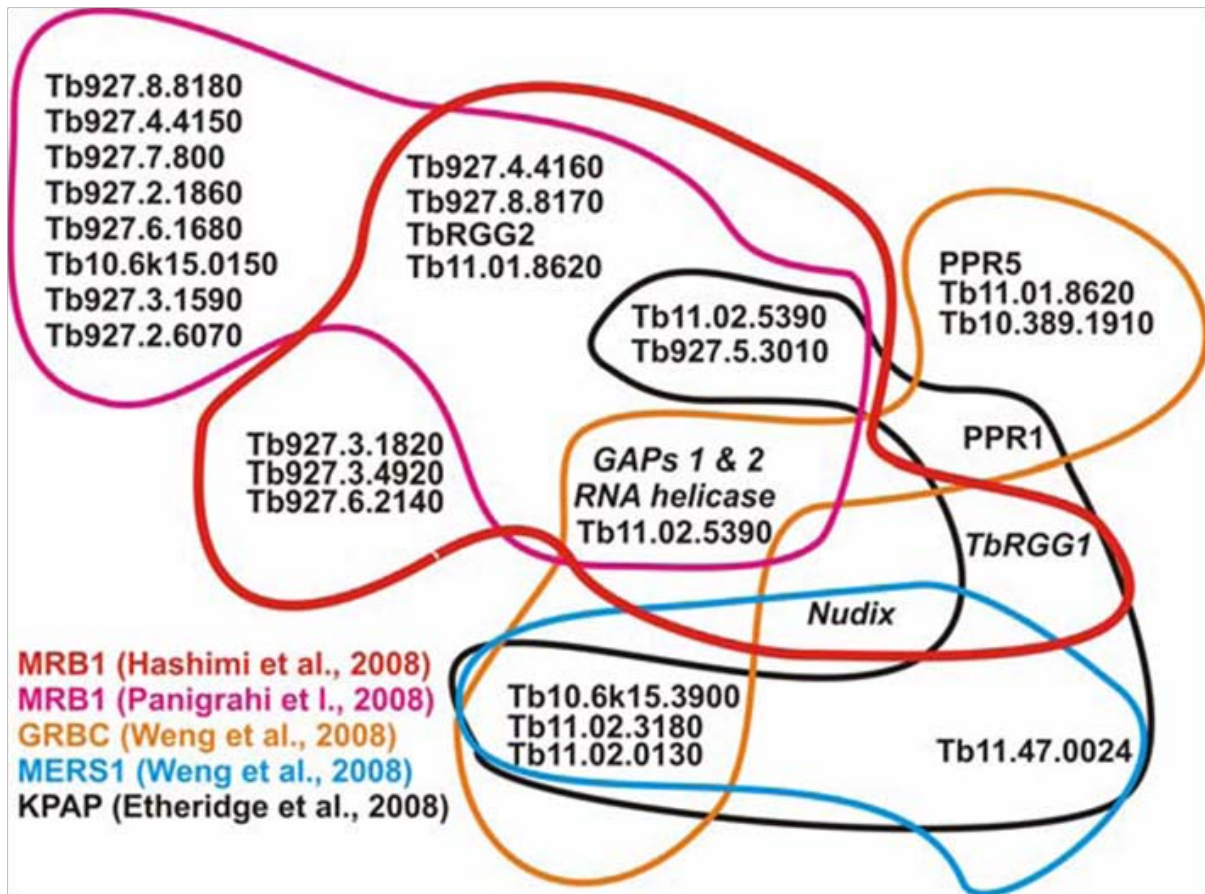 Tb927.8.8180
Tb927.4.4150
Tb927.7.800
Tb927.2.1860
Tb927.6.1680
Tb10.6k15.0150
Tb927.3.1590
Tb927.2.6070
Tb927.4.4160
Tb927.8.8170
TbRGG2
Tb11.01.8620
PPR5
Tb11.01.8620
Tb10.389.1910
Tb11.02.5390
Tb927.5.3010
PPR1
Tb927.3.1820
Tb927.3.4920
Tb927.6.2140
GAPs 1 & 2
RNA helicase
Tb11.02.5390
TbRGG1
Nudix
Tb10.6k15.3900
Tb11.02.3180
Tb11.02.0130
Tb11.47.0024
MRB1 (Hashimi et al., 2008)
MRB1 (Panigrahi et l., 2008)
GRBC (Weng et al., 2008)
MERS1 (Weng et al., 2008)
KPAP (Etheridge et al., 2008)